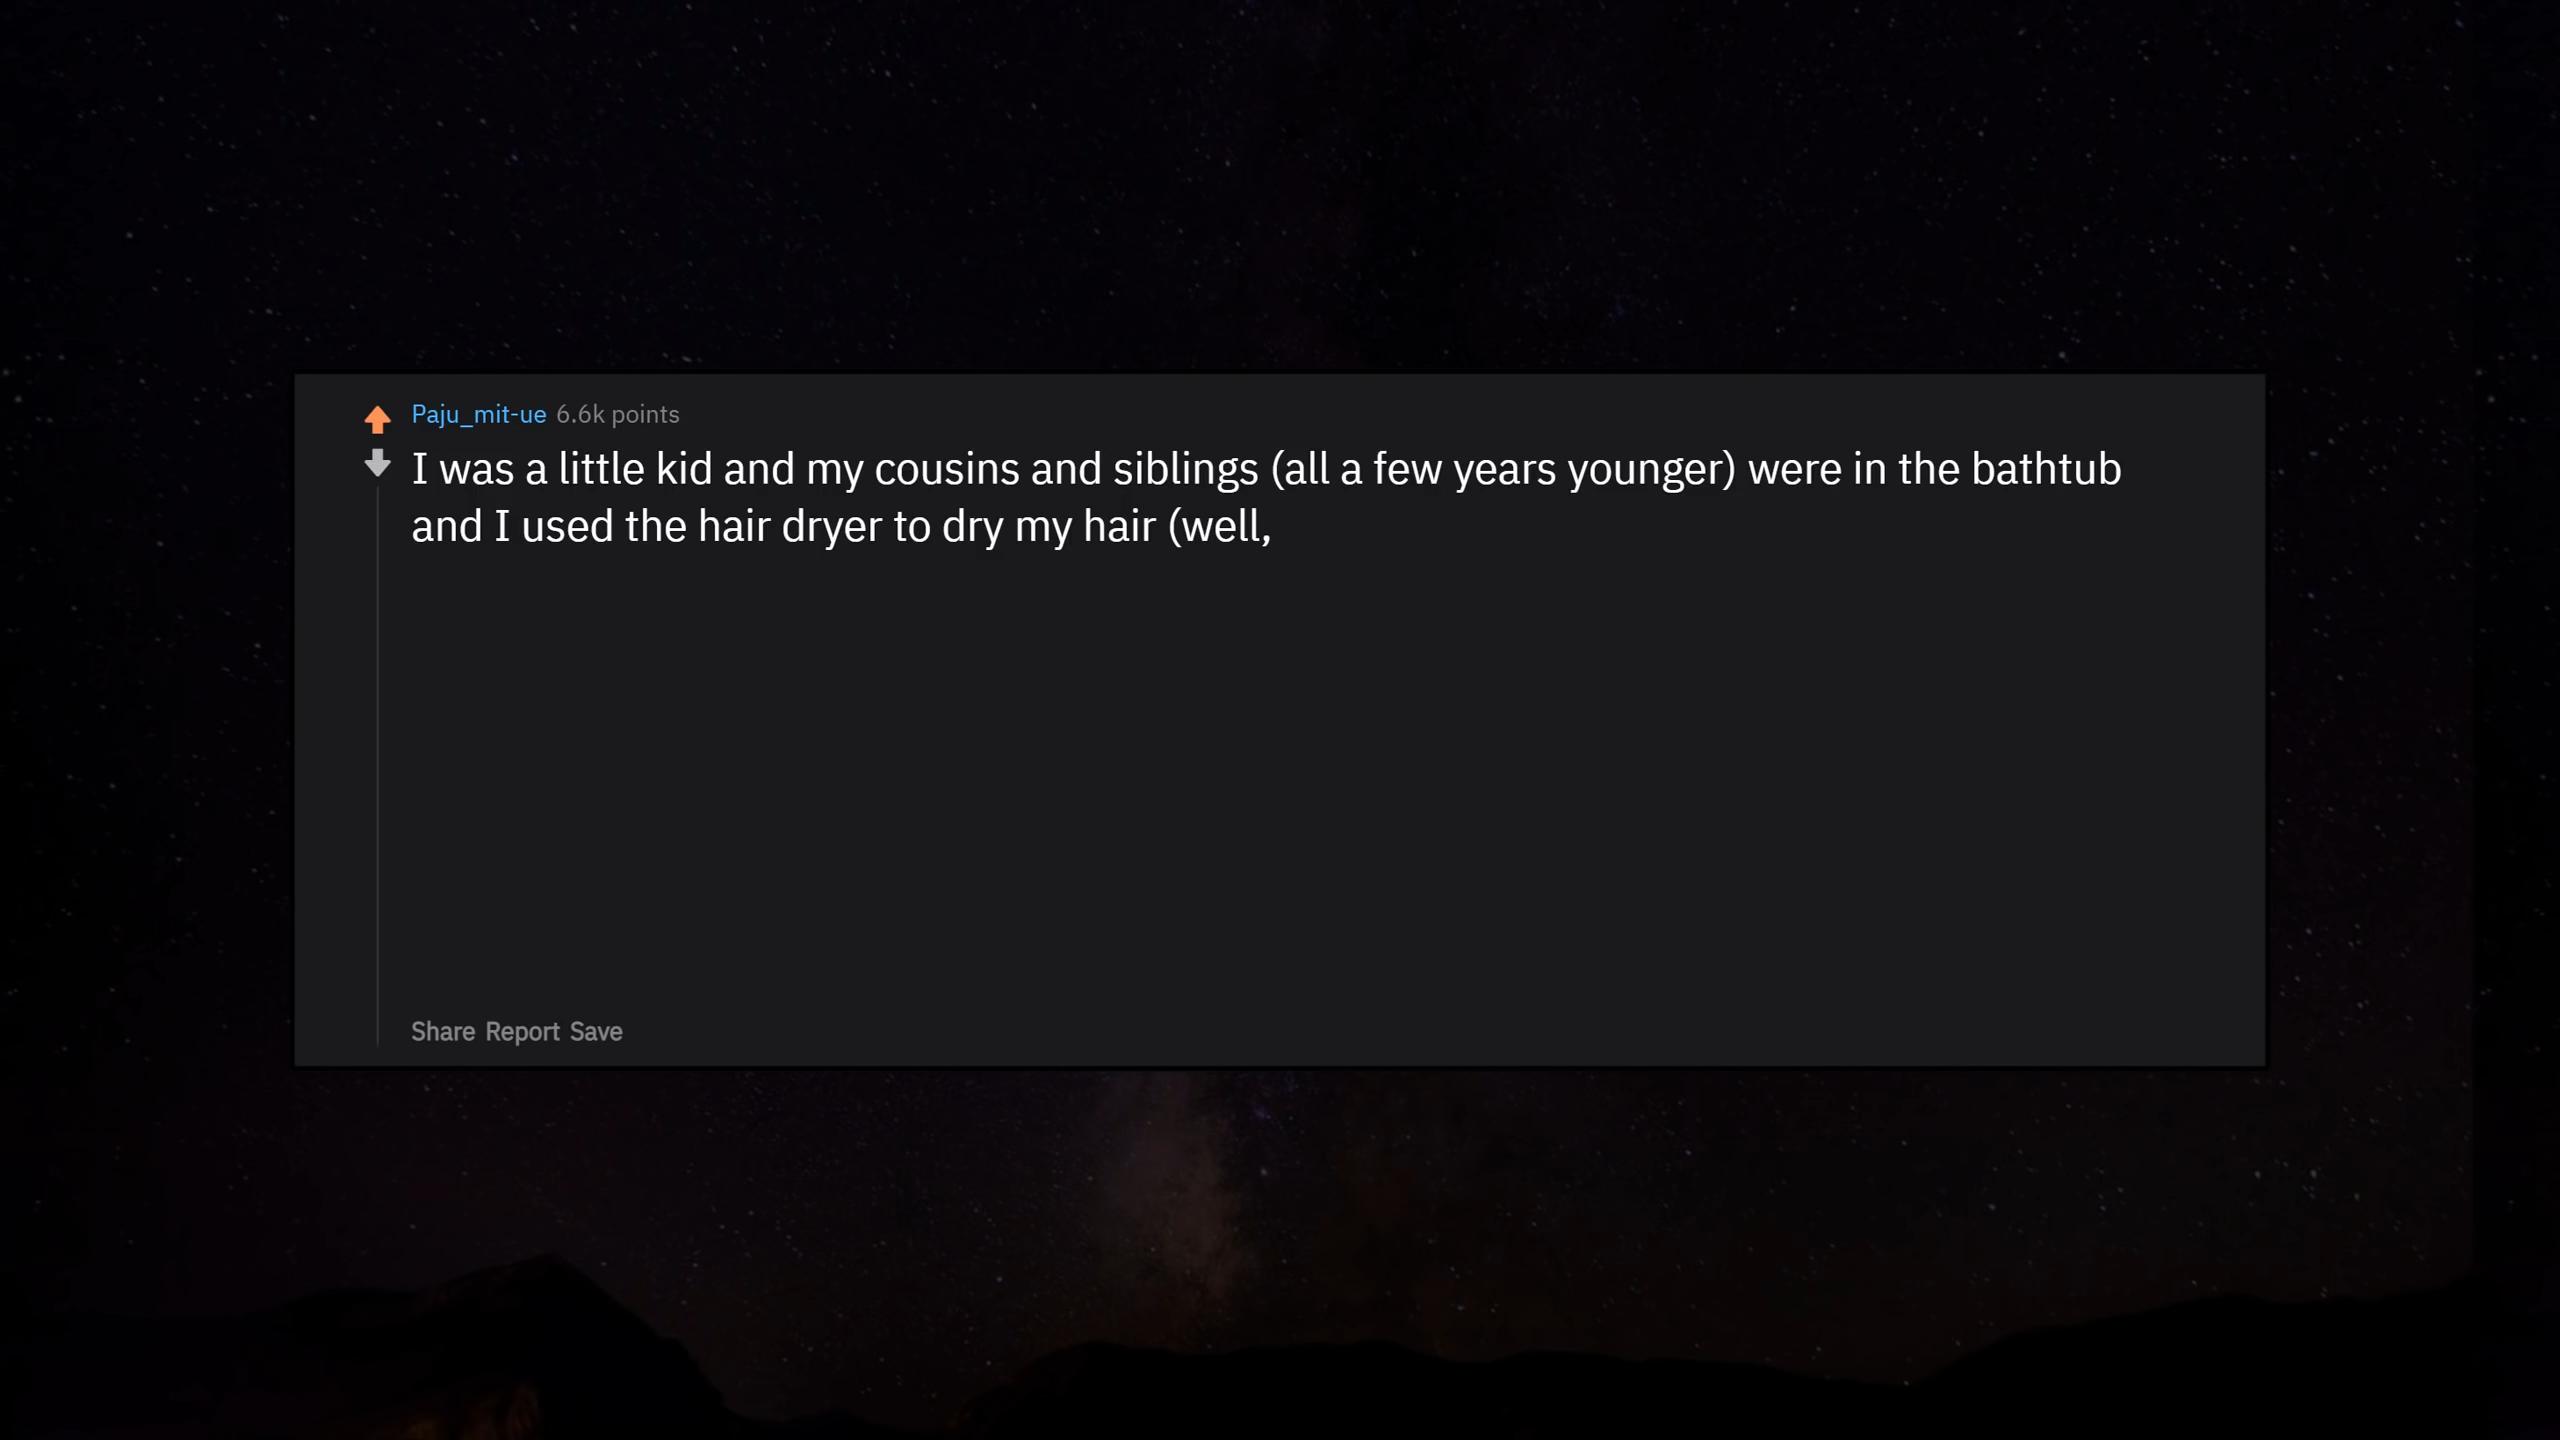 Paju_mit-ue 6.6k points
I was a little kid and my cousins and siblings (all a few years younger) were in the bathtub
and I used the hair dryer to dry my hair (well,
Share Report Save